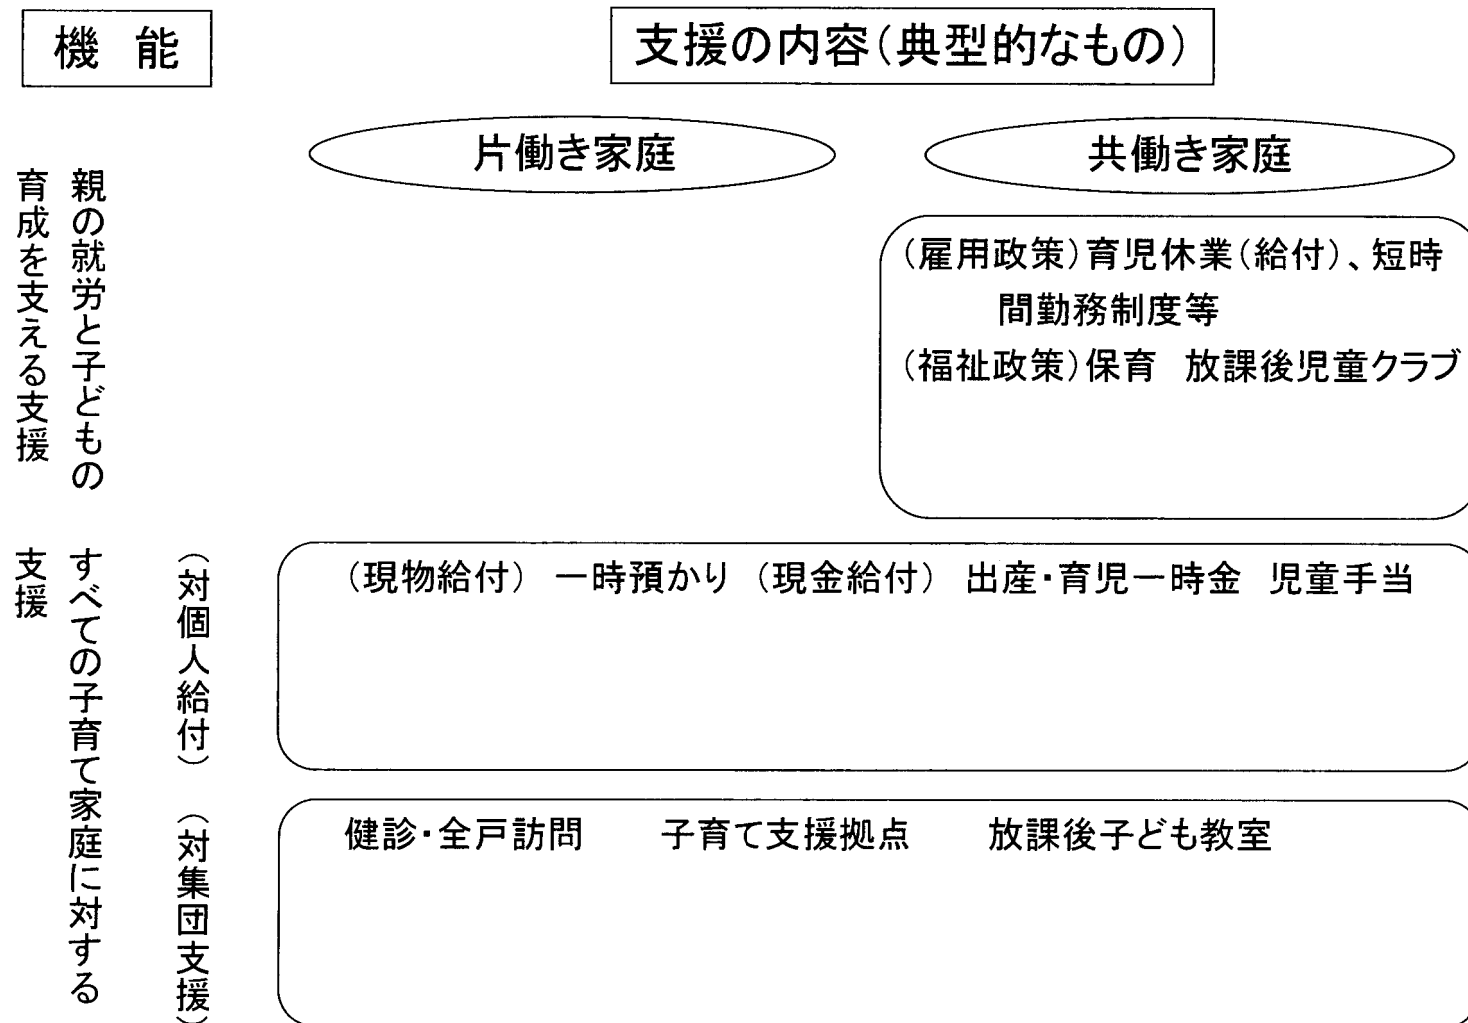 機 能
支援の内容(典型的なもの)
片働き家庭
共働き家庭
親の就労と子どもの
育成を支える支援
(雇用政策)育児休業(給付)、短時
間勤務制度等
(福祉政策)保育 放課後児童クラブ
すべての子育て家庭に対する
支援
(対個人給付)
(現物給付) 一時預かり (現金給付) 出産・育児一時金 児童手当
(対集団支援)
健診・全戸訪問 子育て支援拠点 放課後子ども教室